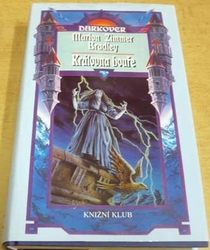 DARKOVER
Marion Zimmer
Bradley
Královna bouře
KNIŽNÍ KLUB